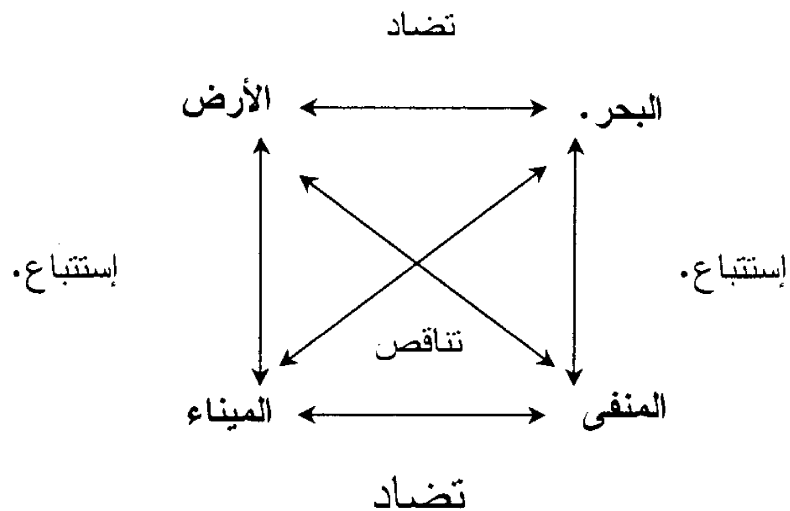 تضاد
البحر. الأرض
إستتباع. إستتباع.
تناقص
المنفى الميناء
تضاد